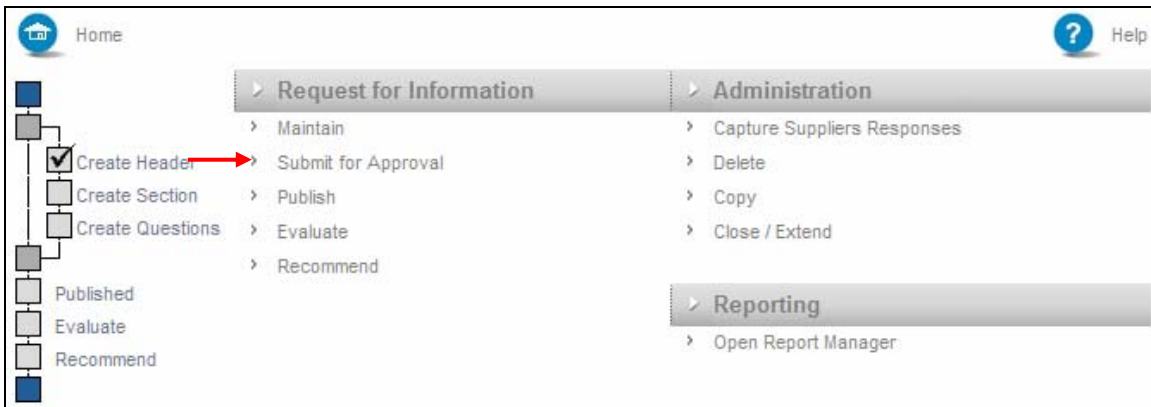 Home
?
Help
Create Header
Create Section
Create Questions
Published
Evaluate
Recommend
Request for Information
Maintain
Submit for Approval
Publish
Evaluate
Recommend
Administration
Capture Suppliers Responses
Delete
Copy
Close / Extend
Reporting
Open Report Manager